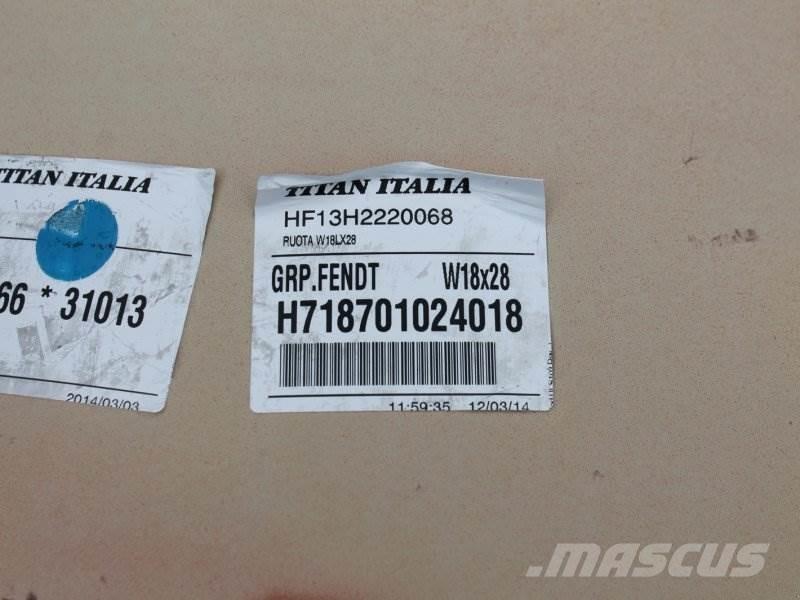 TITAN ITALIA
66 * 31013
2014/03/03
TITAN ITALIA
HF13H2220068
RUOTA W18LX28
GRP.FENDT W18x28
H718701024018
11:59:35 12/03/14
MASCUS